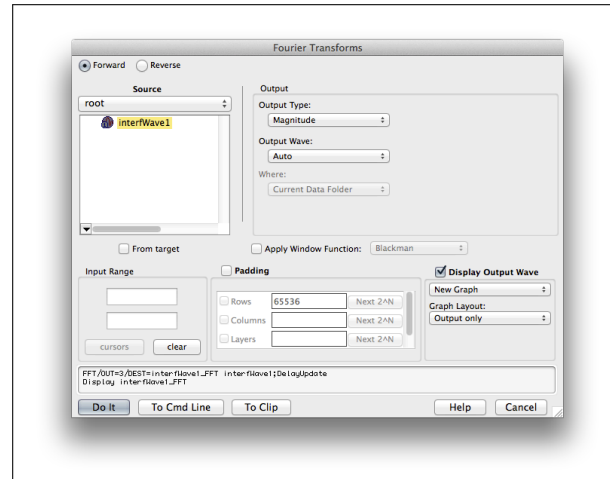 Fourier Transforms
Forward Reverse
Source
root
interfWave1
From target
Output
Output Type:
Magnitude
Output Wave:
Auto
Where:
Current Data Folder
Apply Window Function: Blackman
Input Range
cursors clear
Padding
Rows 65536 Next 2^N
Columns Next 2^N
Layers Next 2^N
Display Output Wave
New Graph
Graph Layout:
Output only
FFT/OUT=3/DEST=interfWave1_FFT interfWave1;DelayUpdate
Display interfWave1_FFT
Do It To Cmd Line To Clip Help Cancel